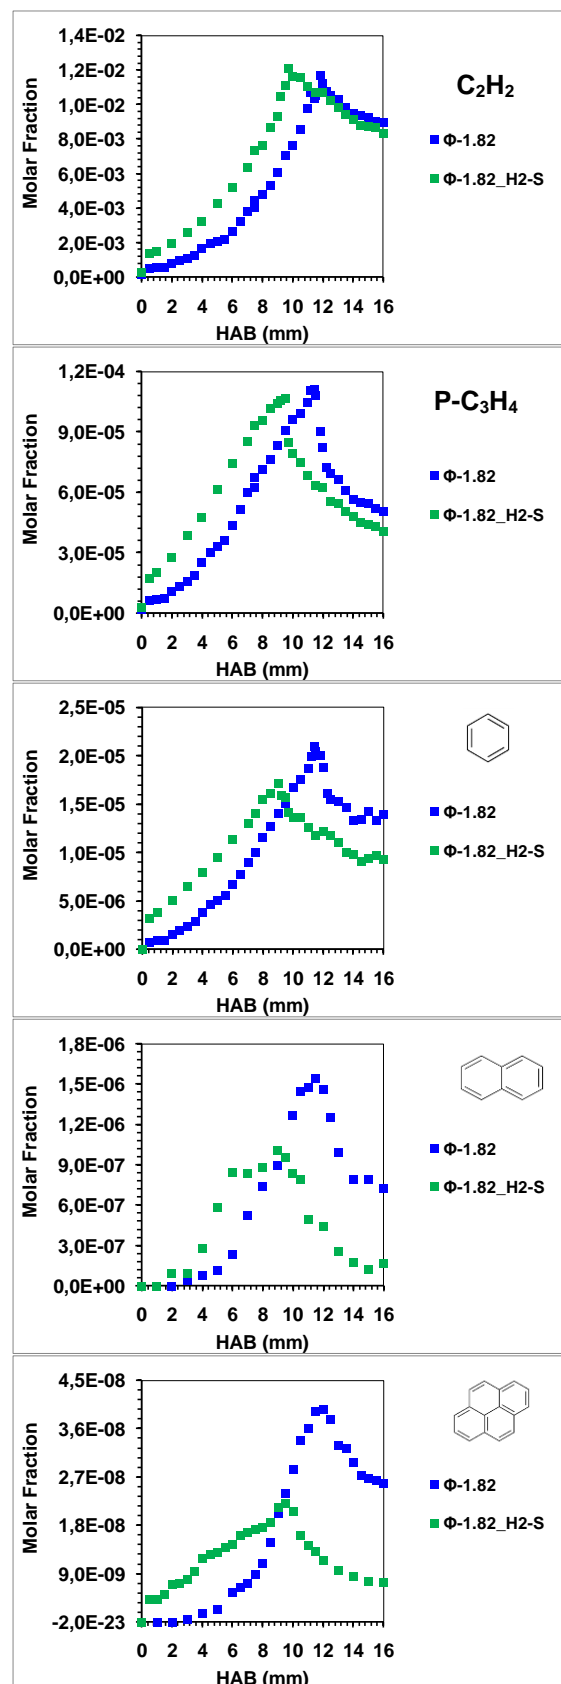 1,4E-02
1,2E-02
1,0E-02
8,0E-03
6,0E-03
4,0E-03
2,0E-03
0,0E+00
Molar Fraction
0 2 4 6 8 10 12 14 16
HAB (mm)
C₂H₂
Φ-1.82
Φ-1.82_H2-S
1,2E-04
9,0E-05
6,0E-05
3,0E-05
0,0E+00
Molar Fraction
0 2 4 6 8 10 12 14 16
HAB (mm)
P-C₃H₄
Φ-1.82
Φ-1.82_H2-S
2,5E-05
2,0E-05
1,5E-05
1,0E-05
5,0E-06
0,0E+00
Molar Fraction
0 2 4 6 8 10 12 14 16
HAB (mm)
Φ-1.82
Φ-1.82_H2-S
1,8E-06
1,5E-06
1,2E-06
9,0E-07
6,0E-07
3,0E-07
0,0E+00
Molar Fraction
0 2 4 6 8 10 12 14 16
HAB (mm)
Φ-1.82
Φ-1.82_H2-S
4,5E-08
3,6E-08
2,7E-08
1,8E-08
9,0E-09
-2,0E-23
Molar Fraction
0 2 4 6 8 10 12 14 16
HAB (mm)
Φ-1.82
Φ-1.82_H2-S